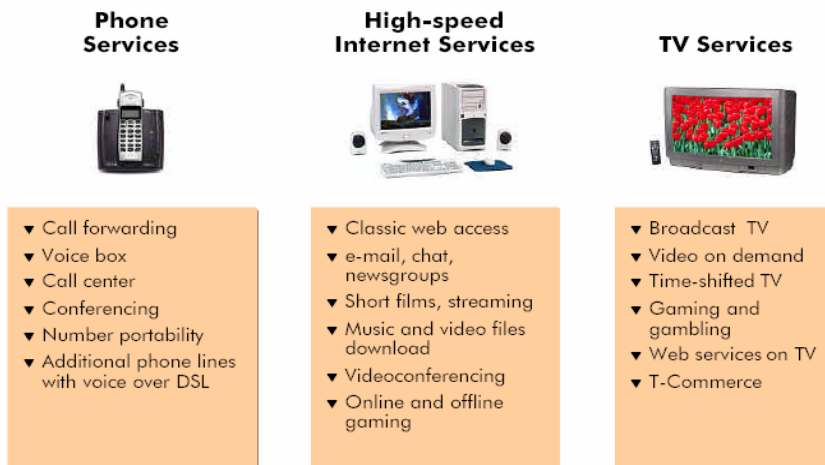 Phone
Services
High-speed
Internet Services
TV Services
▾ Call forwarding
▾ Voice box
▾ Call center
▾ Conferencing
▾ Number portability
▾ Additional phone lines
with voice over DSL
▾ Classic web access
▾ e-mail, chat,
newsgroups
▾ Short films, streaming
▾ Music and video files
download
▾ Videoconferencing
▾ Online and offline
gaming
▾ Broadcast TV
▾ Video on demand
▾ Time-shifted TV
▾ Gaming and
gambling
▾ Web services on TV
▾ T-Commerce